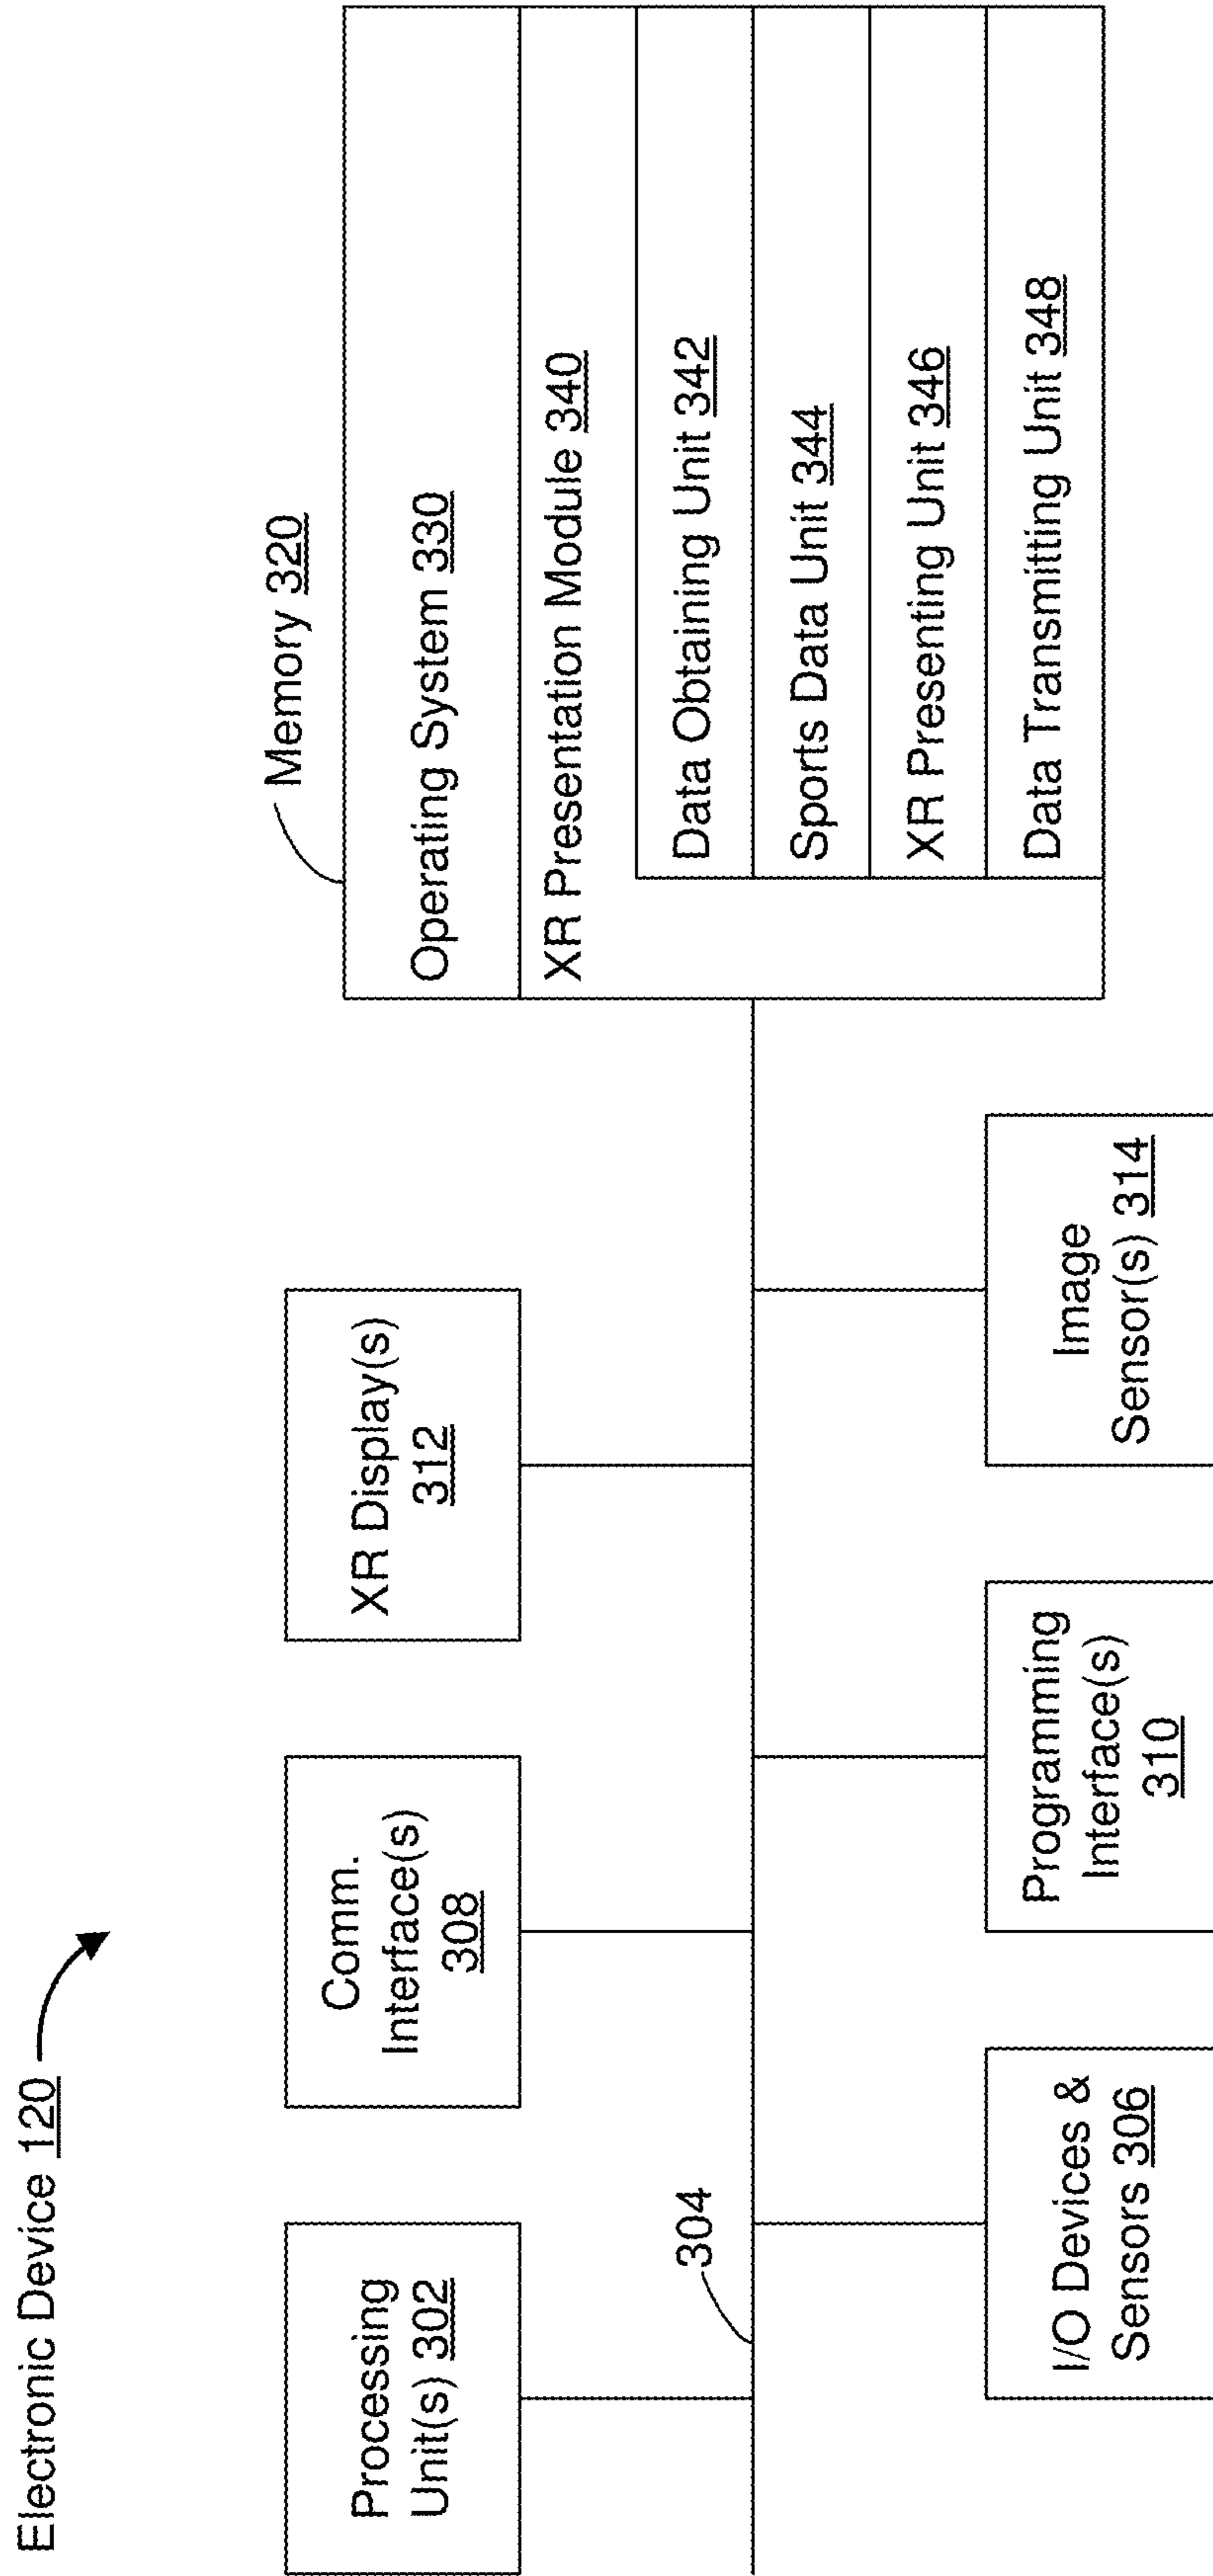 Electronic Device 120
Processing
Unit(s) 302
Comm.
Interface(s)
308
XR Display(s)
312
304
I/O Devices &
Sensors 306
Programming
Interface(s)
310
Image
Sensor(s) 314
Memory 320
Operating System 330
XR Presentation Module 340
Data Obtaining Unit 342
Sports Data Unit 344
XR Presenting Unit 346
Data Transmitting Unit 348